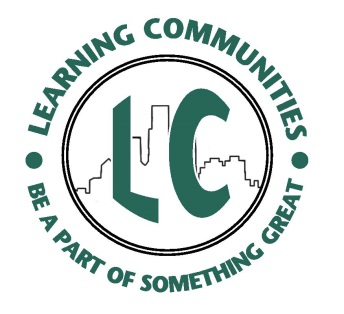 LEARNING COMMUNITIES
LC
BE A PART OF SOMETHING GREAT